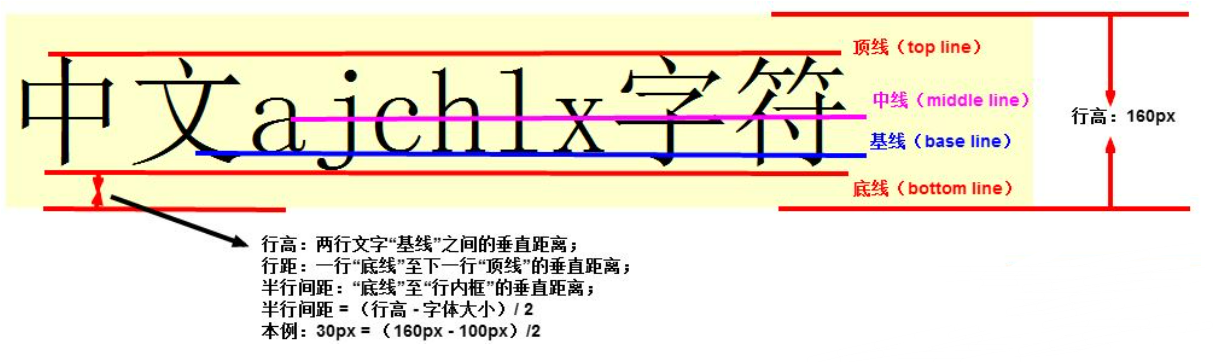 中文ajchlx字符
顶线（top line）
中线（middle line）
行高：160px
基线（base line）
底线（bottom line）
行高：两行文字“基线”之间的垂直距离；
行距：一行“底线”至下一行“顶线”的垂直距离；
半行间距：“底线”至“行内框”的垂直距离；
半行间距 =（行高 - 字体大小）/ 2
本例：30px =（160px - 100px）/2